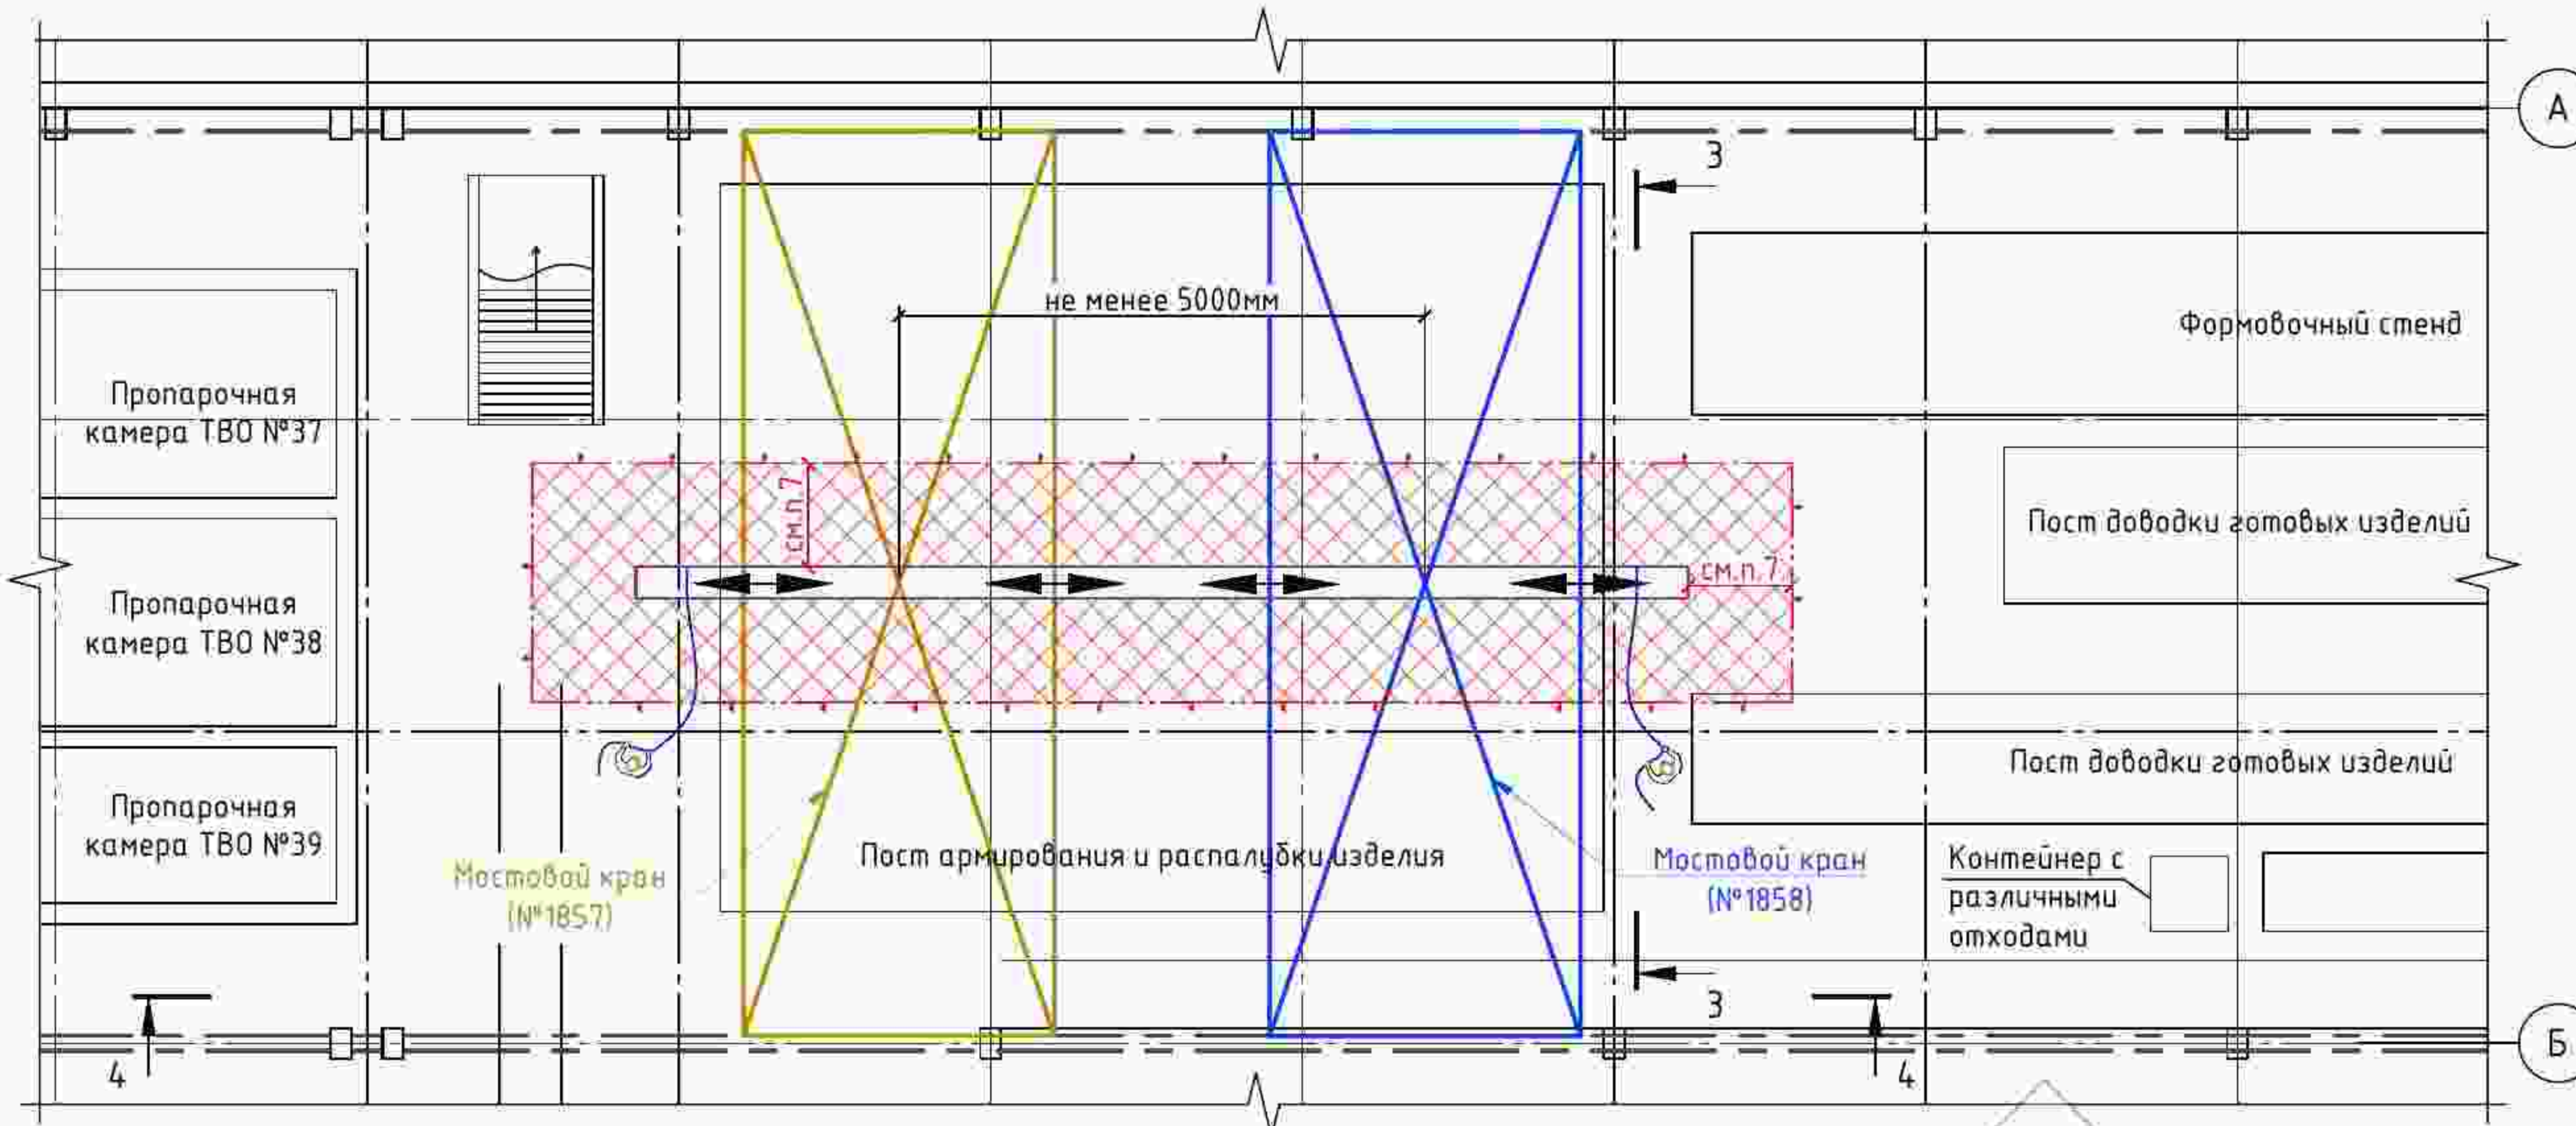 А
3
не менее 5000мм
Формовочный стенд
Пропарочная
камера ТВО №37
см.п.7
Пост доводки готовых изделий
см.п.7
Пропарочная
камера ТВО №38
Пост доводки готовых изделий
Пропарочная
камера ТВО №39
Мостовой кран
(№1857)
Пост армирования и распалубки изделия
Мостовой кран
(№1858)
Контейнер с
различными
отходами
3
4
4
Б